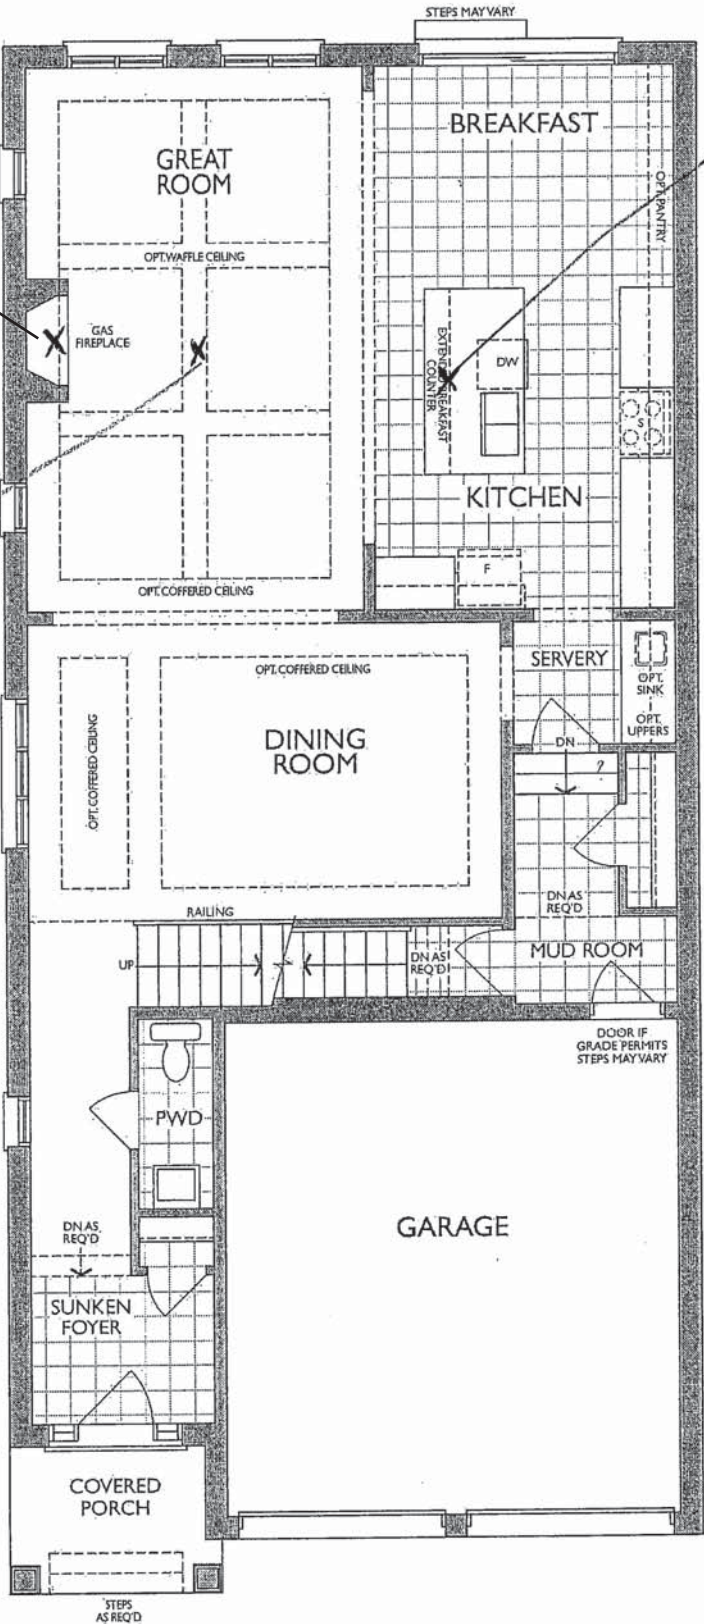 STEPS MAY VARY
BREAKFAST
GREAT
ROOM
OPT. PANTRY
OPT. WAFFLE CEILING
GAS
FIREPLACE
EXTENDED BREAKFAST
COUNTER
DW
S
KITCHEN
F
OPT. COFFERED CEILING
SERVERY
OPT.
SINK
OPT.
UPPERS
OPT. COFFERED CEILING
OPT. COFFERED CEILING
DINING
ROOM
DN
2
DN AS
REQ'D
RAILING
UP
DN AS
REQ'D
MUD ROOM
DOOR IF
GRADE PERMITS
STEPS MAY VARY
PWD
GARAGE
DN AS
REQ'D
SUNKEN
FOYER
COVERED
PORCH
STEPS
AS REQ'D